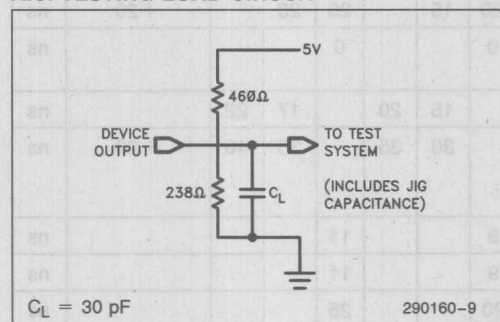 5V
460Ω
DEVICE
OUTPUT
TO TEST
SYSTEM
238Ω
CL
(INCLUDES JIG
CAPACITANCE)
CL = 30 pF
290160-9